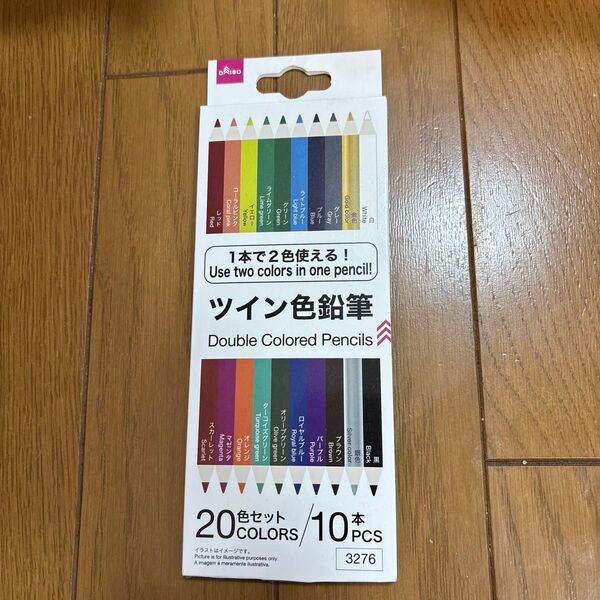 DAISO
レッド
Red
コーラルピンク
Coral pink
イエロー
Yellow
ライムグリーン
Lime green
グリーン
Green
ライトブルー
Light blue
ブルー
Blue
グレー
Gray
金色
Gold color
白
White
1本で2色使える!
Use two colors in one pencil!
ツイン色鉛筆
Double Colored Pencils
スカーレット
Scarlet
マゼンタ
Magenta
オレンジ
Orange
ターコイズグリーン
Turquoise green
オリーブグリーン
Olive green
ロイヤルブルー
Royal blue
パープル
Purple
ブラウン
Brown
銀色
Silver color
黒
Black
20色セット/10本
COLORS PCS
イラストはイメージです。
Picture is for illustrative purposes only.
A imagem é meramente ilustrativa.
3276